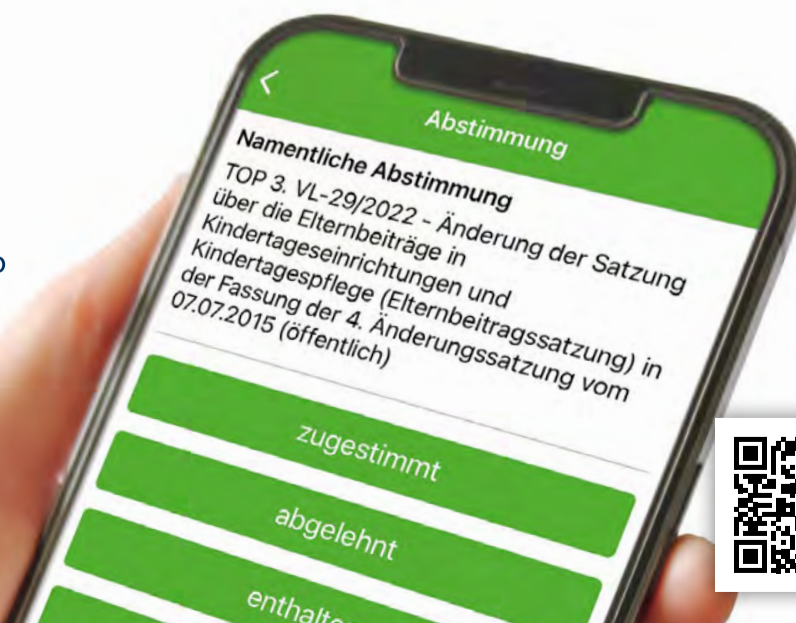 Abstimmung
Namentliche Abstimmung
TOP 3. VL-29/2022 - Änderung der Satzung
über die Elternbeiträge in
Kindertageseinrichtungen und
Kindertagespflege (Elternbeitragssatzung) in
der Fassung der 4. Änderungssatzung vom
07.07.2015 (öffentlich)
zugestimmt
abgelehnt